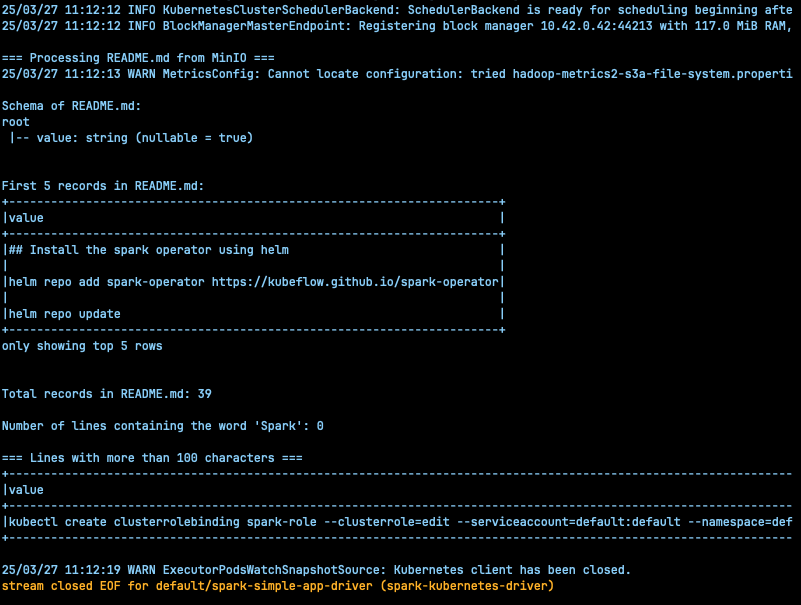 25/03/27 11:12:12 INFO KubernetesClusterSchedulerBackend: SchedulerBackend is ready for scheduling beginning afte
25/03/27 11:12:12 INFO BlockManagerMasterEndpoint: Registering block manager 10.42.0.42:44213 with 117.0 MiB RAM,
=== Processing README.md from MinIO ===
25/03/27 11:12:13 WARN MetricsConfig: Cannot locate configuration: tried hadoop-metrics2-s3a-file-system.properti
Schema of README.md:
root
 |-- value: string (nullable = true)
First 5 records in README.md:
+----------------------------------------------------------------------+
|value                                                                 |
+----------------------------------------------------------------------+
|## Install the spark operator using helm                              |
|                                                                      |
|helm repo add spark-operator https://kubeflow.github.io/spark-operator|
|                                                                      |
|helm repo update                                                      |
+----------------------------------------------------------------------+
only showing top 5 rows
Total records in README.md: 39
Number of lines containing the word 'Spark': 0
=== Lines with more than 100 characters ===
+----------------------------------------------------------------------------------------------------------------
|value
+----------------------------------------------------------------------------------------------------------------
|kubectl create clusterrolebinding spark-role --clusterrole=edit --serviceaccount=default:default --namespace=def
+----------------------------------------------------------------------------------------------------------------
25/03/27 11:12:19 WARN ExecutorPodsWatchSnapshotSource: Kubernetes client has been closed.
stream closed EOF for default/spark-simple-app-driver (spark-kubernetes-driver)